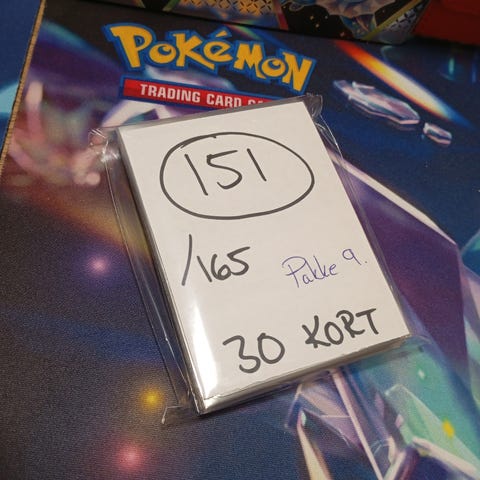 POKÉMON
TRADING CARD
151
/165
Pakke 9.
30 KORT